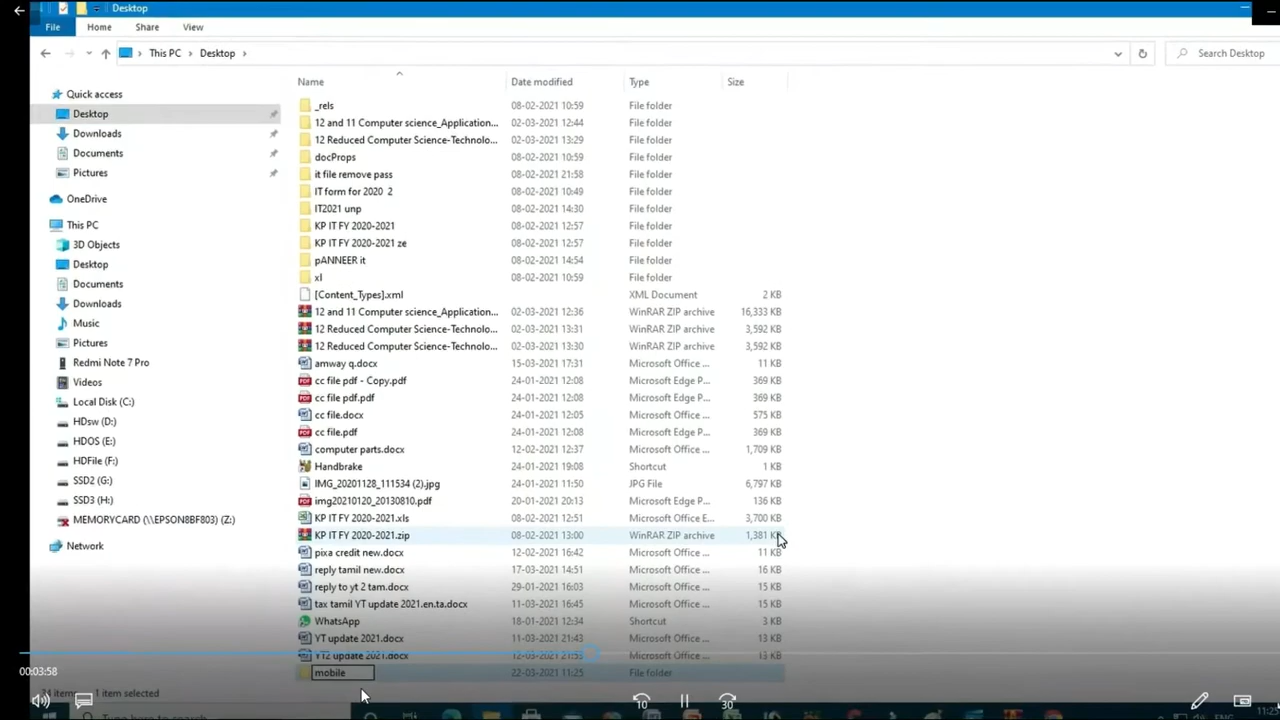 Desktop
File Home Share View
This PC Desktop Search Desktop
Name Date modified Type Size
Quick access
Desktop
Downloads
Documents
Pictures
OneDrive
This PC
3D Objects
Desktop
Documents
Downloads
Music
Pictures
Redmi Note 7 Pro
Videos
Local Disk (C:)
HDsw (D:)
HDOS (E:)
HDFile (F:)
SSD2 (G:)
SSD3 (H:)
MEMORYCARD (\\EPSON8BF803) (Z:)
Network
_rels 08-02-2021 10:59 File folder
12 and 11 Computer science_Application... 02-03-2021 12:44 File folder
12 Reduced Computer Science-Technolo... 02-03-2021 13:29 File folder
docProps 08-02-2021 10:59 File folder
it file remove pass 08-02-2021 21:58 File folder
IT form for 2020 2 08-02-2021 10:49 File folder
IT2021 unp 08-02-2021 14:30 File folder
KP IT FY 2020-2021 08-02-2021 12:57 File folder
KP IT FY 2020-2021 ze 08-02-2021 12:57 File folder
pANNEER it 08-02-2021 14:54 File folder
xl 08-02-2021 10:59 File folder
[Content_Types].xml XML Document 2 KB
12 and 11 Computer science_Application... 02-03-2021 12:36 WinRAR ZIP archive 16,333 KB
12 Reduced Computer Science-Technolo... 02-03-2021 13:31 WinRAR ZIP archive 3,592 KB
12 Reduced Computer Science-Technolo... 02-03-2021 13:30 WinRAR ZIP archive 3,592 KB
amway q.docx 15-03-2021 17:31 Microsoft Office ... 11 KB
cc file pdf - Copy.pdf 24-01-2021 12:08 Microsoft Edge P... 369 KB
cc file pdf.pdf 24-01-2021 12:08 Microsoft Edge P... 369 KB
cc file.docx 24-01-2021 12:05 Microsoft Office ... 575 KB
cc file.pdf 24-01-2021 12:08 Microsoft Edge P... 369 KB
computer parts.docx 12-02-2021 12:37 Microsoft Office ... 1,709 KB
Handbrake 24-01-2021 19:08 Shortcut 1 KB
IMG_20201128_111534 (2).jpg 24-01-2021 11:50 JPG File 6,797 KB
img20210120_20130810.pdf 20-01-2021 20:13 Microsoft Edge P... 136 KB
KP IT FY 2020-2021.xls 08-02-2021 12:51 Microsoft Office E... 3,700 KB
KP IT FY 2020-2021.zip 08-02-2021 13:00 WinRAR ZIP archive 1,381 KB
pixa credit new.docx 12-02-2021 16:42 Microsoft Office ... 11 KB
reply tamil new.docx 17-03-2021 14:51 Microsoft Office ... 16 KB
reply to yt 2 tam.docx 29-01-2021 16:03 Microsoft Office ... 15 KB
tax tamil YT update 2021.en.ta.docx 11-03-2021 16:45 Microsoft Office ... 15 KB
WhatsApp 18-01-2021 12:34 Shortcut 3 KB
YT update 2021.docx 11-03-2021 21:43 Microsoft Office ... 13 KB
YT2 update 2021.docx 12-03-2021 21:55 Microsoft Office ... 13 KB
mobile 22-03-2021 11:25 File folder
00:03:58
items 1 item selected
10 30
Type here to search ENG